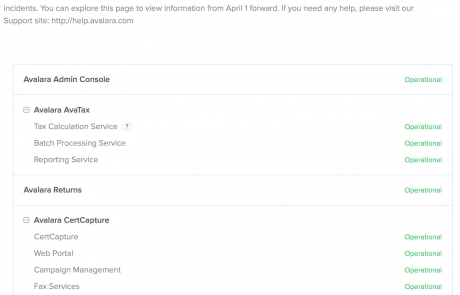 incidents. You can explore this page to view information from April 1 forward. If you need any help, please visit our
Support site: http://help.avalara.com
Avalara Admin Console Operational
Avalara AvaTax
Tax Calculation Service ? Operational
Batch Processing Service Operational
Reporting Service Operational
Avalara Returns Operational
Avalara CertCapture
CertCapture Operational
Web Portal Operational
Campaign Management Operational
Fax Services Operational